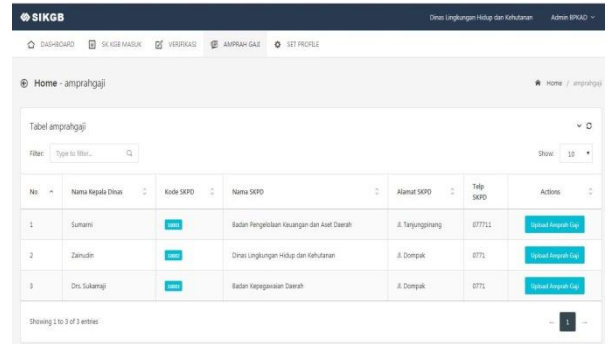 SIKGB Dinas Lingkungan Hidup dan Kehutanan Admin BPKAD
DASHBOARD SK KGB MASUK VERIFIKASI AMPRAH GAJI SET PROFILE
Home - amprahgaji Home / amprahgaji
Tabel amprahgaji
Filter: Type to filter... Show: 10
No Nama Kepala Dinas Kode SKPD Nama SKPD Alamat SKPD Telp SKPD Actions
1 Sumarni Badan Pengelolaan Keuangan dan Aset Daerah Jl. Tanjungpinang 077711 Upload Amprah Gaji
2 Zainudin Dinas Lingkungan Hidup dan Kehutanan Jl. Dompak 0771 Upload Amprah Gaji
3 Drs. Sukamaji Badan Kepegawaian Daerah Jl. Dompak 0771 Upload Amprah Gaji
Showing 1 to 3 of 3 entries ← 1 →